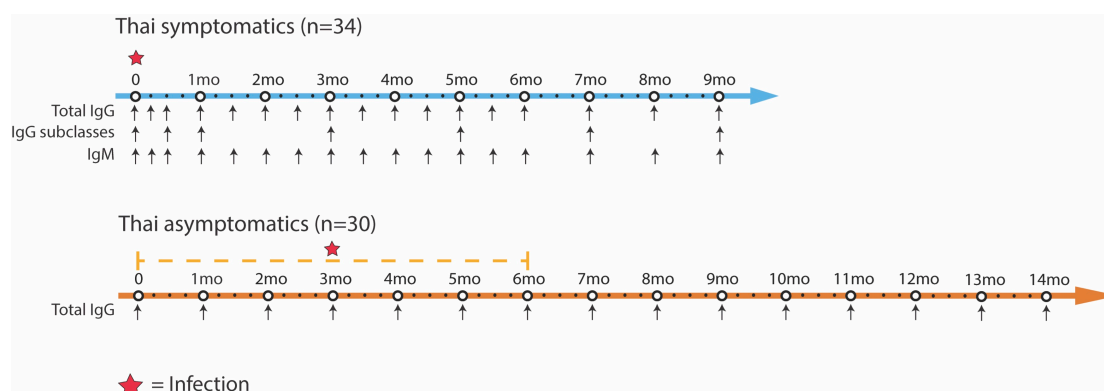 Thai symptomatics (n=34)
0 1mo 2mo 3mo 4mo 5mo 6mo 7mo 8mo 9mo
Total IgG
IgG subclasses
IgM
Thai asymptomatics (n=30)
0 1mo 2mo 3mo 4mo 5mo 6mo 7mo 8mo 9mo 10mo 11mo 12mo 13mo 14mo
Total IgG
= Infection